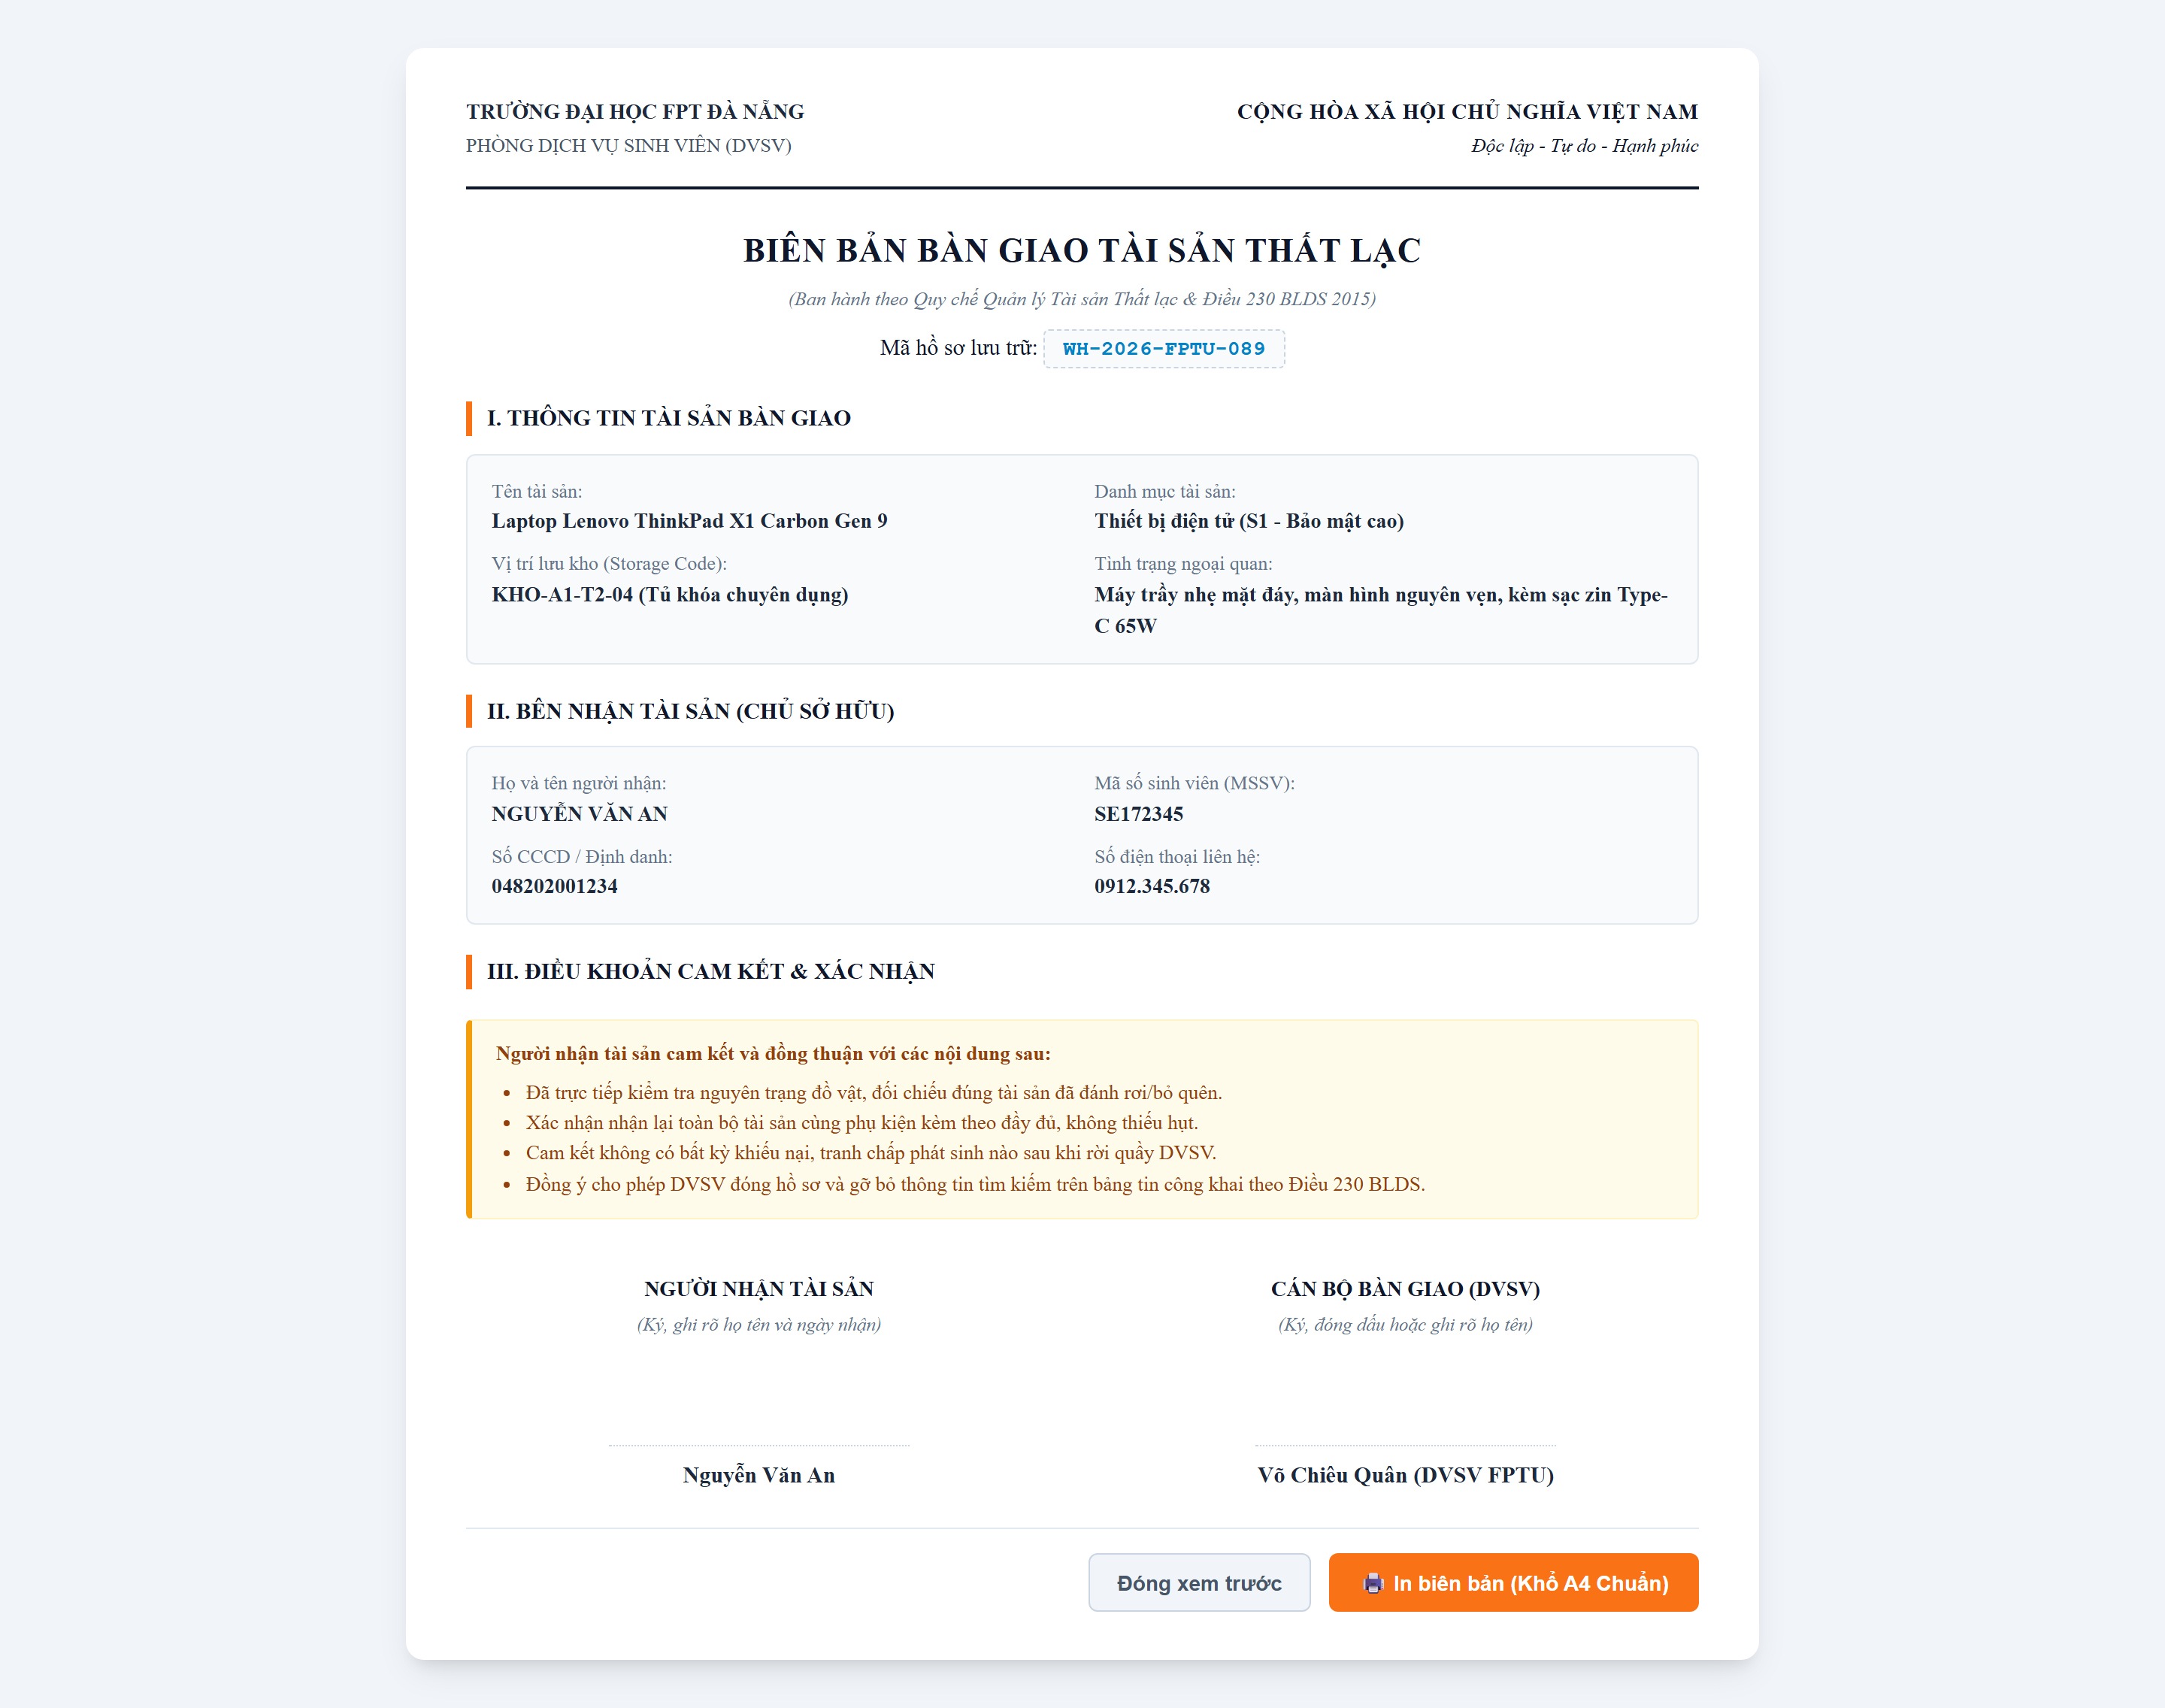 TRƯỜNG ĐẠI HỌC FPT ĐÀ NẴNG
PHÒNG DỊCH VỤ SINH VIÊN (DVSV)
CỘNG HÒA XÃ HỘI CHỦ NGHĨA VIỆT NAM
Độc lập - Tự do - Hạnh phúc
BIÊN BẢN BÀN GIAO TÀI SẢN THẤT LẠC
(Ban hành theo Quy chế Quản lý Tài sản Thất lạc & Điều 230 BLDS 2015)
Mã hồ sơ lưu trữ: WH-2026-FPTU-089
I. THÔNG TIN TÀI SẢN BÀN GIAO
Tên tài sản:
Laptop Lenovo ThinkPad X1 Carbon Gen 9
Danh mục tài sản:
Thiết bị điện tử (S1 - Bảo mật cao)
Vị trí lưu kho (Storage Code):
KHO-A1-T2-04 (Tủ khóa chuyên dụng)
Tình trạng ngoại quan:
Máy trầy nhẹ mặt đáy, màn hình nguyên vẹn, kèm sạc zin Type-
C 65W
II. BÊN NHẬN TÀI SẢN (CHỦ SỞ HỮU)
Họ và tên người nhận:
NGUYỄN VĂN AN
Mã số sinh viên (MSSV):
SE172345
Số CCCD / Định danh:
048202001234
Số điện thoại liên hệ:
0912.345.678
III. ĐIỀU KHOẢN CAM KẾT & XÁC NHẬN
Người nhận tài sản cam kết và đồng thuận với các nội dung sau:
• Đã trực tiếp kiểm tra nguyên trạng đồ vật, đối chiếu đúng tài sản đã đánh rơi/bỏ quên.
• Xác nhận nhận lại toàn bộ tài sản cùng phụ kiện kèm theo đầy đủ, không thiếu hụt.
• Cam kết không có bất kỳ khiếu nại, tranh chấp phát sinh nào sau khi rời quầy DVSV.
• Đồng ý cho phép DVSV đóng hồ sơ và gỡ bỏ thông tin tìm kiếm trên bảng tin công khai theo Điều 230 BLDS.
NGƯỜI NHẬN TÀI SẢN
(Ký, ghi rõ họ tên và ngày nhận)
Nguyễn Văn An
CÁN BỘ BÀN GIAO (DVSV)
(Ký, đóng dấu hoặc ghi rõ họ tên)
Võ Chiêu Quân (DVSV FPTU)
Đóng xem trước
In biên bản (Khổ A4 Chuẩn)